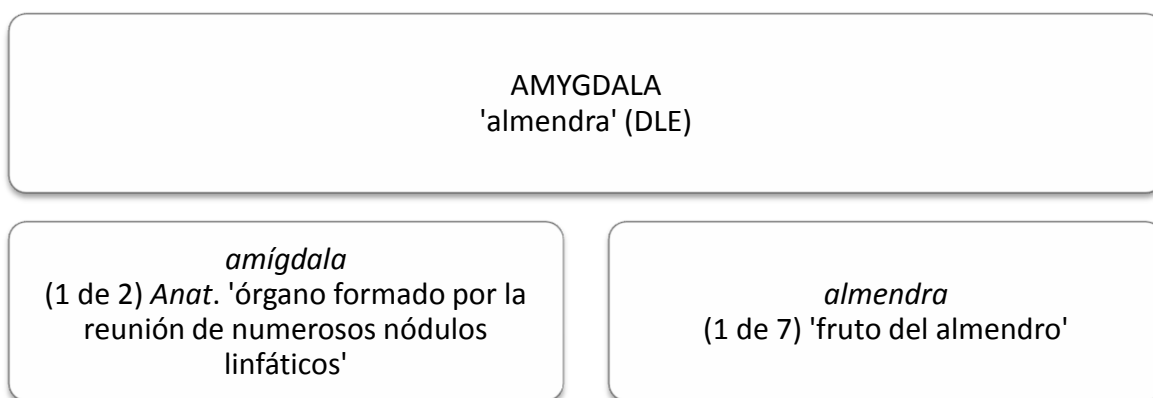 AMYGDALA
'almendra' (DLE)
amígdala
(1 de 2) Anat. 'órgano formado por la
reunión de numerosos nódulos
linfáticos'
almendra
(1 de 7) 'fruto del almendro'